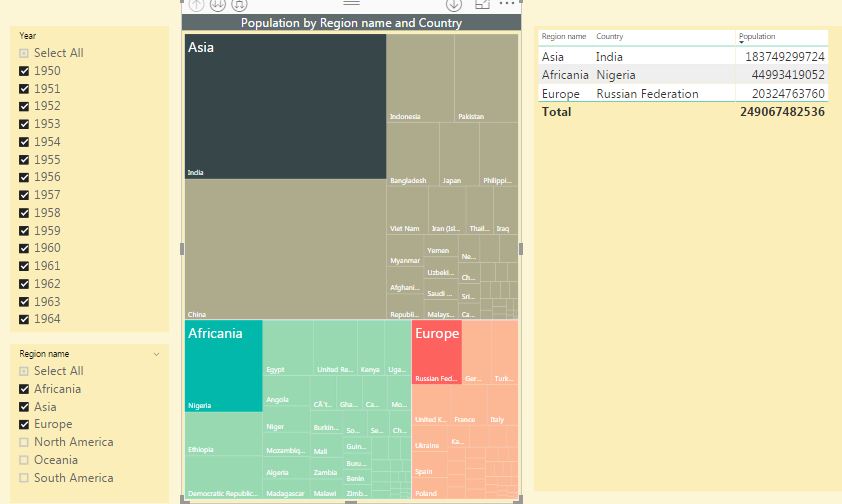 Population by Region name and Country
Year
Select All
1950
1951
1952
1953
1954
1955
1956
1957
1958
1959
1960
1961
1962
1963
1964
Region name
Select All
Africania
Asia
Europe
North America
Oceania
South America
Asia
India
China
Indonesia
Pakistan
Bangladesh
Japan
Philippi...
Viet Nam
Iran (Isl...
Thail...
Iraq
Myanmar
Yemen
Ne...
Uzbeki...
Ch...
Afghani...
Saudi ...
Sri...
Republi...
Malays...
Ca...
Africania
Nigeria
Ethiopia
Democratic Republic...
Egypt
United Re...
Kenya
Uga...
Angola
CÃ´t...
Gha...
Ca...
Mo...
Niger
Burkin...
So...
Se...
Ch...
Mozambiq...
Mali
Guin...
Algeria
Zambia
Buru...
Benin
Madagascar
Malawi
Zimb...
Europe
Russian Fed...
Ger...
Turk...
United K...
France
Italy
Ukraine
Ka...
Spain
Poland
Region name Country Population
Asia India 183749299724
Africania Nigeria 44993419052
Europe Russian Federation 20324763760
Total 249067482536